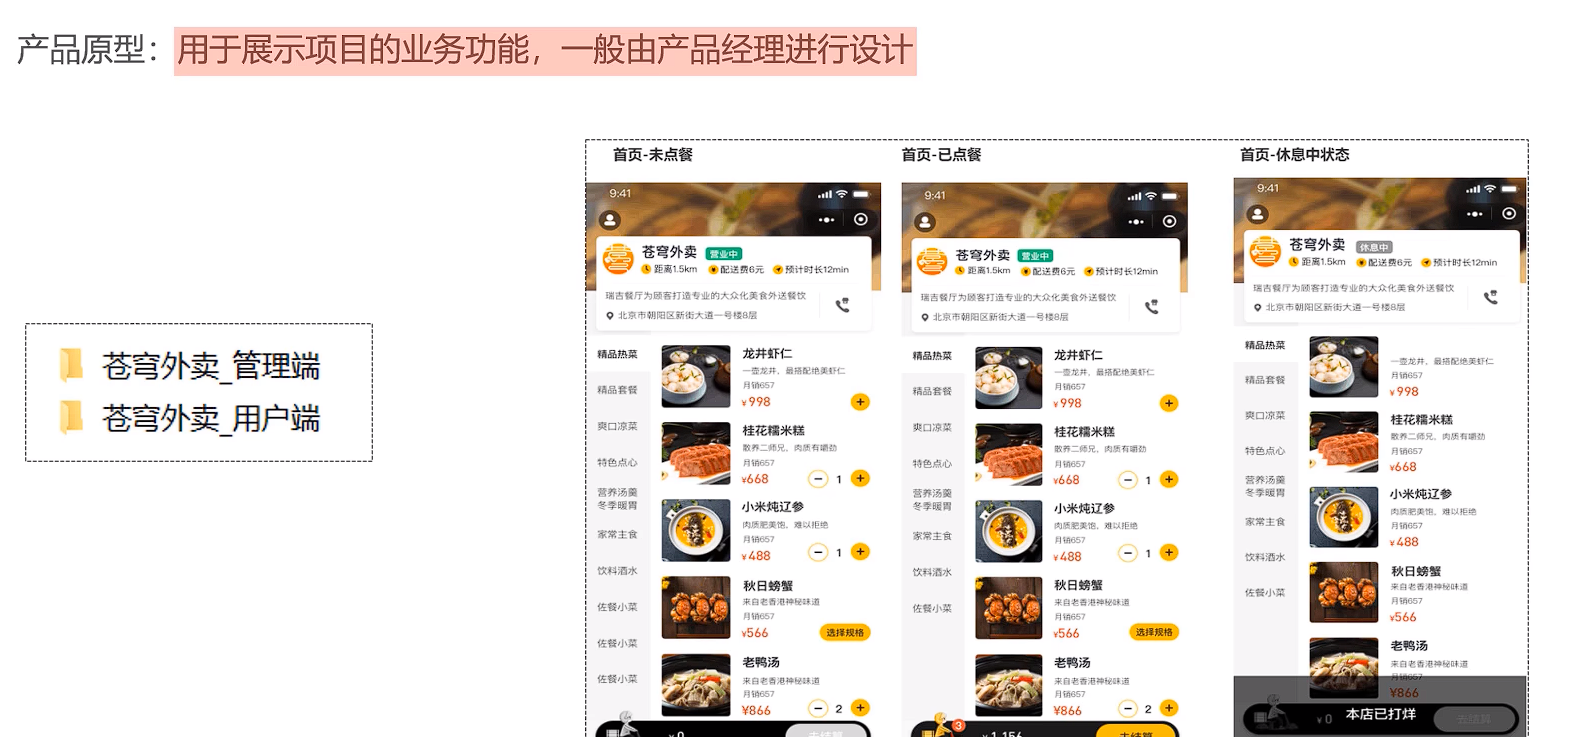 产品原型：用于展示项目的业务功能，一般由产品经理进行设计
苍穹外卖_管理端
苍穹外卖_用户端
首页-未点餐
9:41
苍穹外卖 营业中
距离1.5km 配送费6元 预计时长12min
瑞吉餐厅为顾客打造专业的大众化美食外送餐饮
北京市朝阳区新街大道一号楼8层
精品热菜
精品套餐
爽口凉菜
特色点心
营养汤羹
冬季暖胃
家常主食
饮料酒水
佐餐小菜
佐餐小菜
佐餐小菜
龙井虾仁
一壶龙井，最搭配绝美虾仁
月销657
¥998
桂花糯米糕
散养二师兄，肉质有嚼劲
月销657
¥668
1
小米炖辽参
肉质肥美饱，难以拒绝
月销657
¥488
1
秋日螃蟹
来自老香港神秘味道
月销657
¥566
选择规格
老鸭汤
来自老香港神秘味道
月销657
¥866
2
¥0
去结算
首页-已点餐
9:41
苍穹外卖 营业中
距离1.5km 配送费6元 预计时长12min
瑞吉餐厅为顾客打造专业的大众化美食外送餐饮
北京市朝阳区新街大道一号楼8层
精品热菜
精品套餐
爽口凉菜
特色点心
营养汤羹
冬季暖胃
家常主食
饮料酒水
佐餐小菜
龙井虾仁
一壶龙井，最搭配绝美虾仁
月销657
¥998
桂花糯米糕
散养二师兄，肉质有嚼劲
月销657
¥668
1
小米炖辽参
肉质肥美饱，难以拒绝
月销657
¥488
1
秋日螃蟹
来自老香港神秘味道
月销657
¥566
选择规格
老鸭汤
来自老香港神秘味道
月销657
¥866
2
3
¥1,156
去结算
首页-休息中状态
9:41
苍穹外卖 休息中
距离1.5km 配送费6元 预计时长12min
瑞吉餐厅为顾客打造专业的大众化美食外送餐饮
北京市朝阳区新街大道一号楼8层
精品热菜
精品套餐
爽口凉菜
特色点心
营养汤羹
冬季暖胃
家常主食
饮料酒水
佐餐小菜
一壶龙井，最搭配绝美虾仁
月销657
¥998
桂花糯米糕
散养二师兄，肉质有嚼劲
月销657
¥668
小米炖辽参
肉质肥美饱，难以拒绝
月销657
¥488
秋日螃蟹
来自老香港神秘味道
月销657
¥566
老鸭汤
来自老香港神秘味道
月销657
¥866
¥0
本店已打烊
去结算